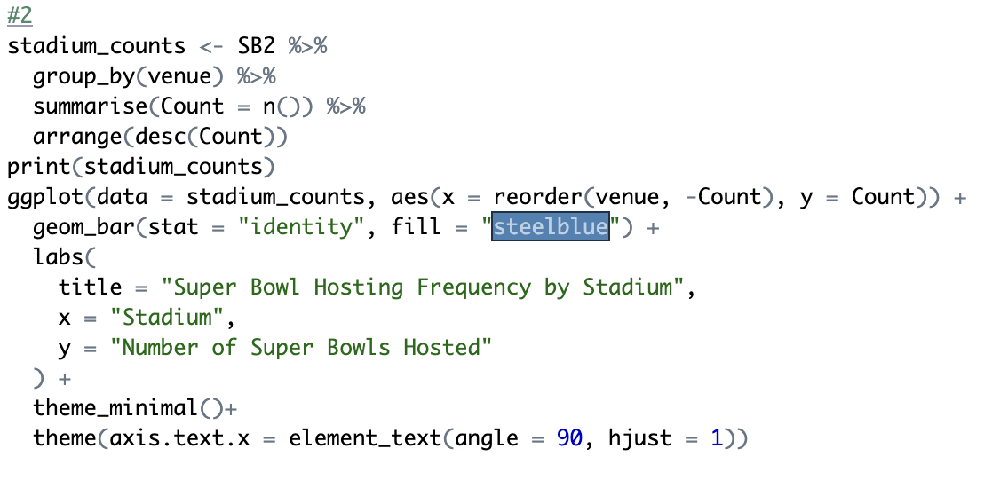 #2
stadium_counts <- SB2 %>%
  group_by(venue) %>%
  summarise(Count = n()) %>%
  arrange(desc(Count))
print(stadium_counts)
ggplot(data = stadium_counts, aes(x = reorder(venue, -Count), y = Count)) +
  geom_bar(stat = "identity", fill = "steelblue") +
  labs(
    title = "Super Bowl Hosting Frequency by Stadium",
    x = "Stadium",
    y = "Number of Super Bowls Hosted"
  ) +
  theme_minimal()+
  theme(axis.text.x = element_text(angle = 90, hjust = 1))